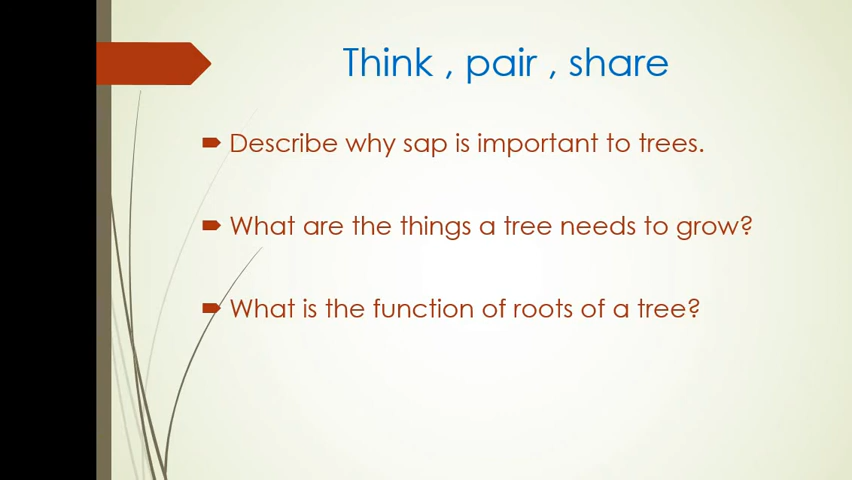 Think , pair , share
Describe why sap is important to trees.
What are the things a tree needs to grow?
What is the function of roots of a tree?